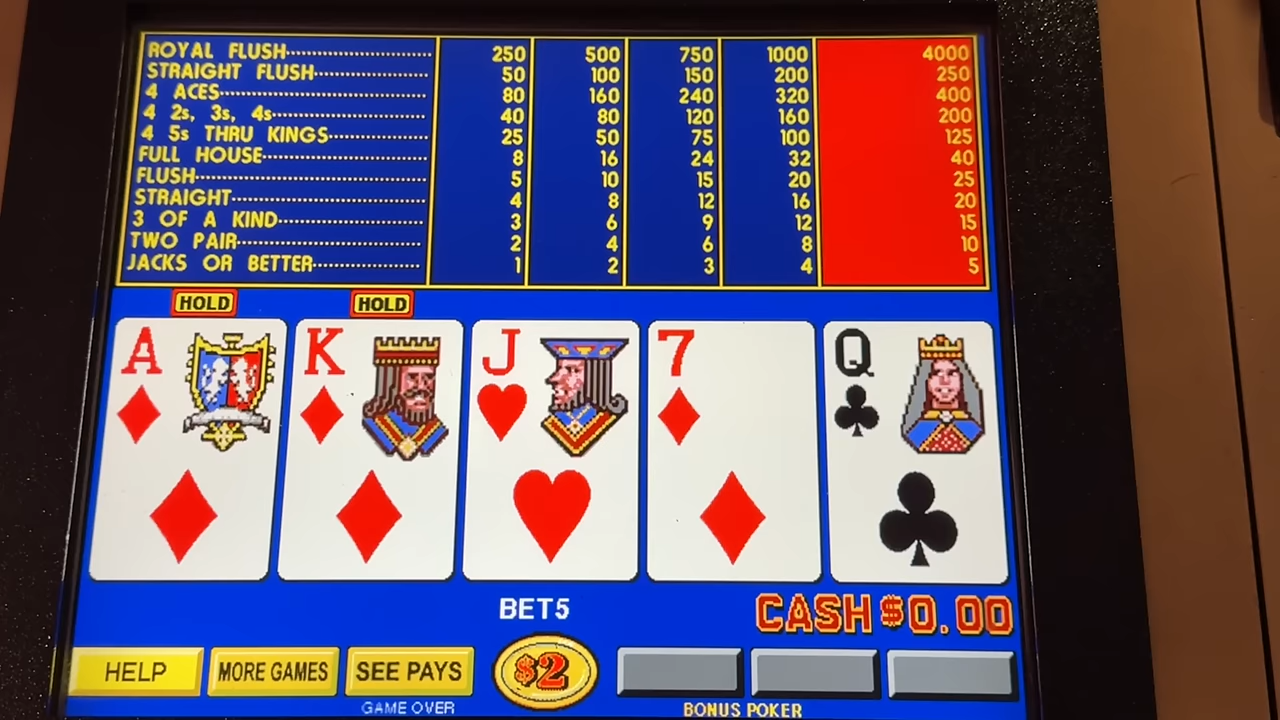 ROYAL FLUSH 250 500 750 1000 4000
STRAIGHT FLUSH 50 100 150 200 250
4 ACES 80 160 240 320 400
4 2s, 3s, 4s 40 80 120 160 200
4 5s THRU KINGS 25 50 75 100 125
FULL HOUSE 8 16 24 32 40
FLUSH 5 10 15 20 25
STRAIGHT 4 8 12 16 20
3 OF A KIND 3 6 9 12 15
TWO PAIR 2 4 6 8 10
JACKS OR BETTER 1 2 3 4 5
HOLD HOLD
A K J 7 Q
BET5 CASH $0.00
HELP MORE GAMES SEE PAYS $2
GAME OVER BONUS POKER